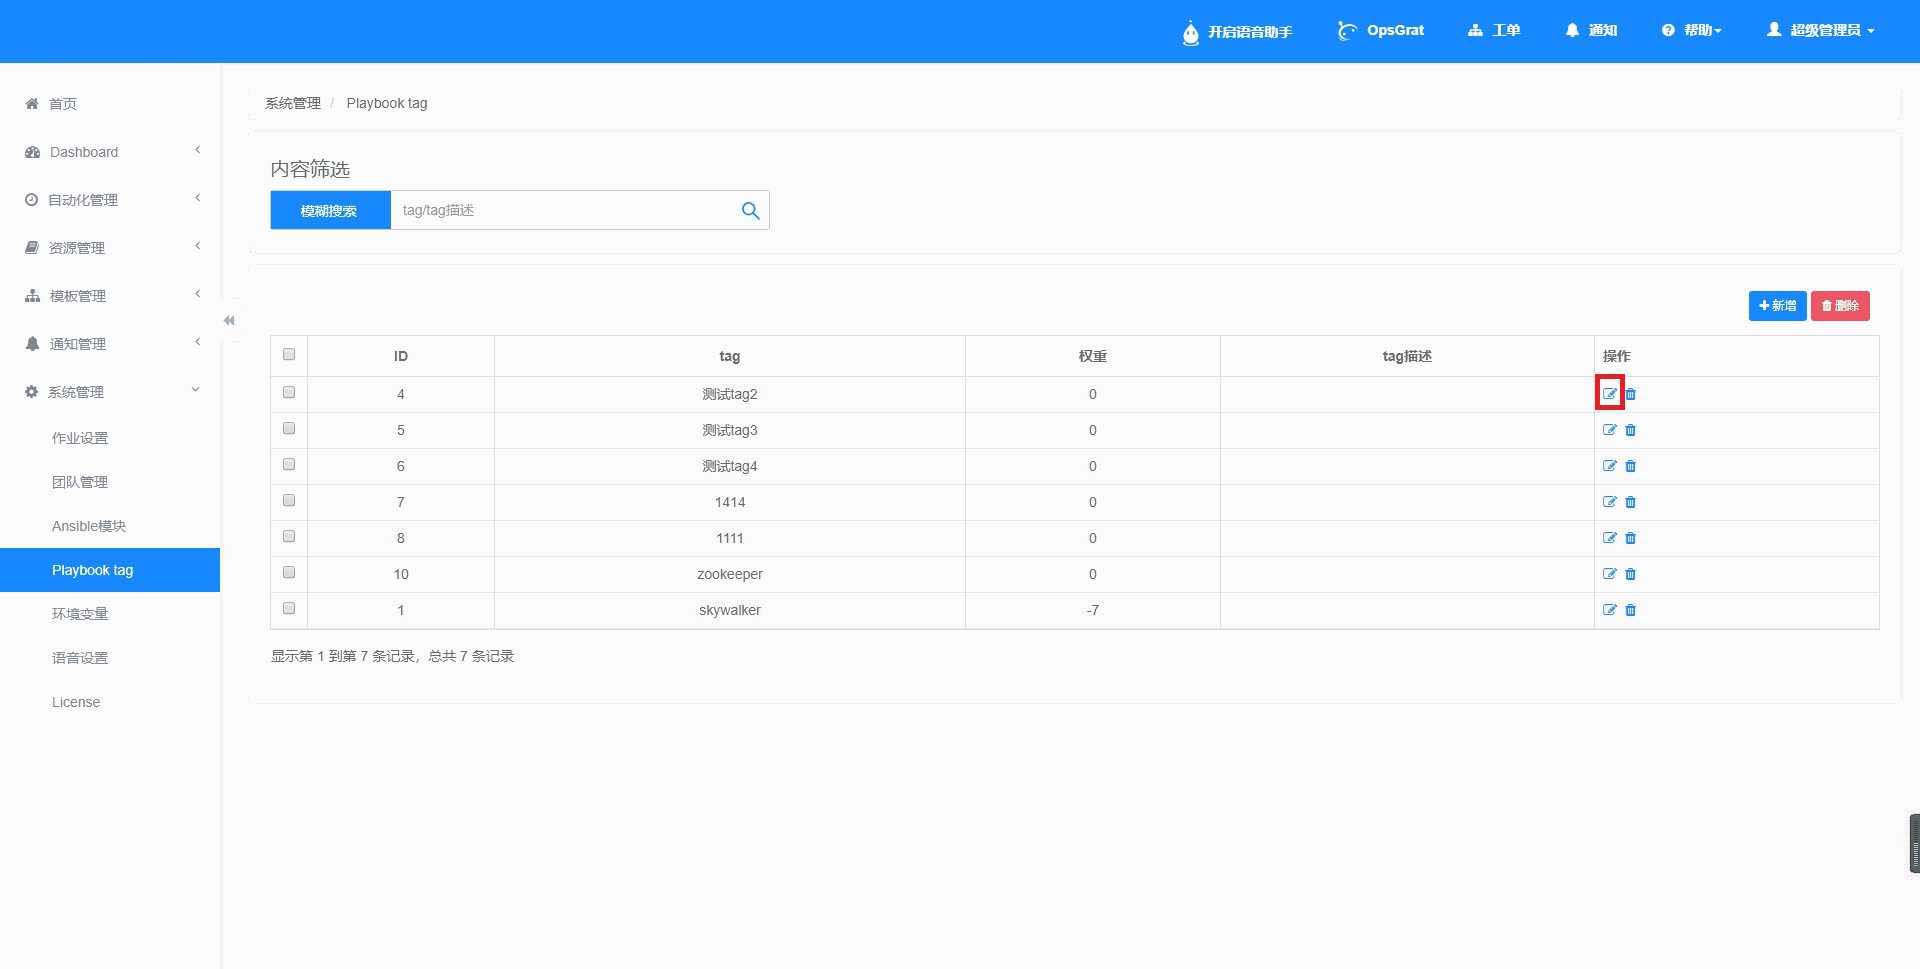 开启语音助手 OpsGrat 工单 通知 帮助 超级管理员
首页
Dashboard
自动化管理
资源管理
模板管理
通知管理
系统管理
作业设置
团队管理
Ansible模块
Playbook tag
环境变量
语音设置
License
系统管理 / Playbook tag
内容筛选
模糊搜索 tag/tag描述
新增 删除
ID tag 权重 tag描述 操作
4 测试tag2 0
5 测试tag3 0
6 测试tag4 0
7 1414 0
8 1111 0
10 zookeeper 0
1 skywalker -7
显示第 1 到第 7 条记录，总共 7 条记录